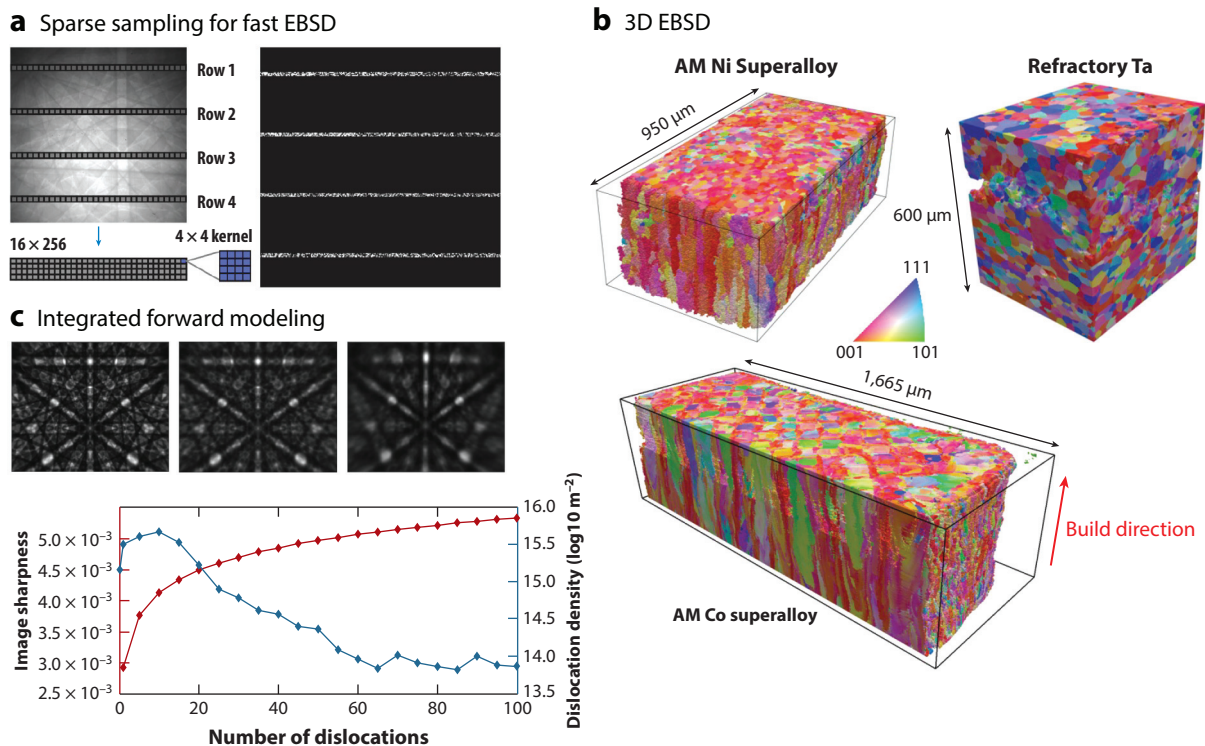 a Sparse sampling for fast EBSD
Row 1
Row 2
Row 3
Row 4
16 × 256
4 × 4 kernel
b 3D EBSD
AM Ni Superalloy
950 µm
Refractory Ta
600 µm
111
001
101
1,665 µm
Build direction
AM Co superalloy
c Integrated forward modeling
Image sharpness
5.0 × 10⁻³
4.5 × 10⁻³
4.0 × 10⁻³
3.5 × 10⁻³
3.0 × 10⁻³
2.5 × 10⁻³
16.0
15.5
15.0
14.5
14.0
13.5
Dislocation density (log10 m⁻²)
0
20
40
60
80
100
Number of dislocations